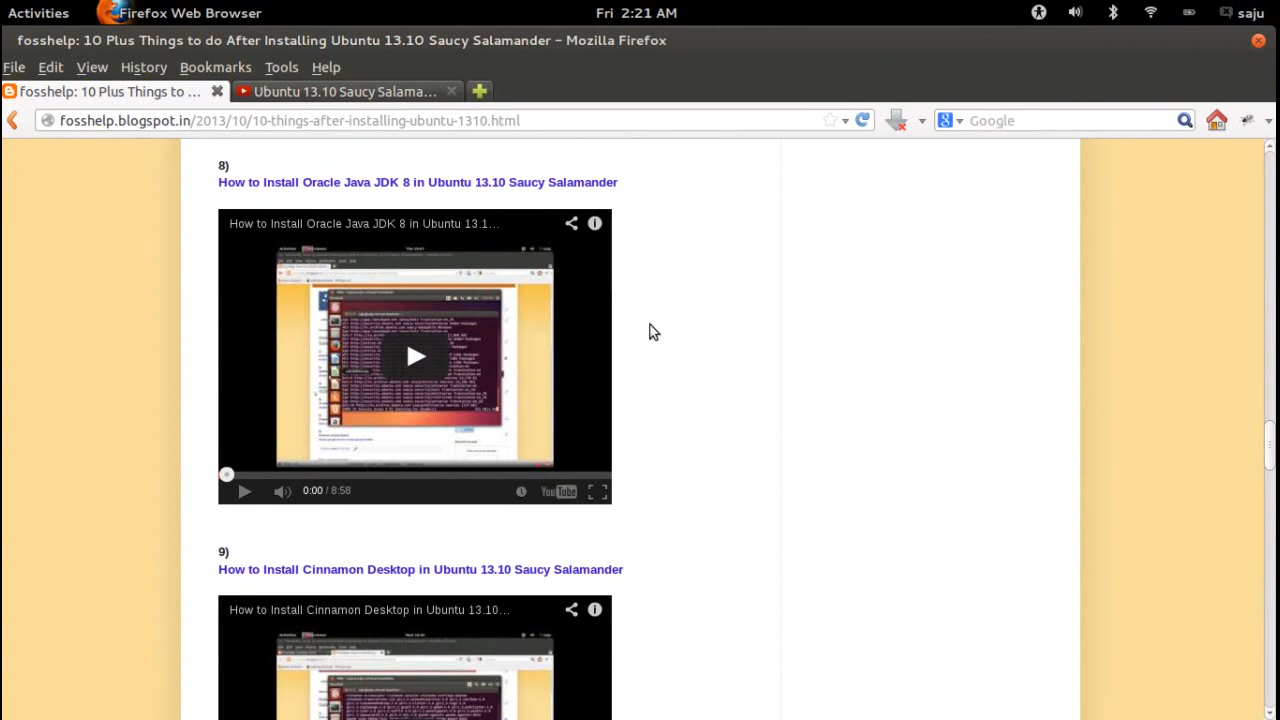 Activities Firefox Web Browser Fri 2:21 AM saju
fosshelp: 10 Plus Things to do After Installing Ubuntu 13.10 Saucy Salamander - Mozilla Firefox
File Edit View History Bookmarks Tools Help
fosshelp: 10 Plus Things to ... Ubuntu 13.10 Saucy Salama...
fosshelp.blogspot.in/2013/10/10-things-after-installing-ubuntu-1310.html Google
8)
How to Install Oracle Java JDK 8 in Ubuntu 13.10 Saucy Salamander
How to Install Oracle Java JDK 8 in Ubuntu 13.1...
0:00 / 8:58 YouTube
9)
How to Install Cinnamon Desktop in Ubuntu 13.10 Saucy Salamander
How to Install Cinnamon Desktop in Ubuntu 13.10...